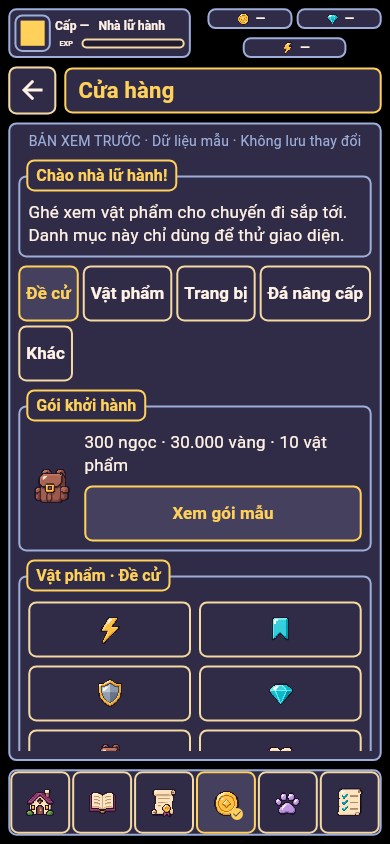 Cấp — Nhà lữ hành
EXP
—
—
—
Cửa hàng
BẢN XEM TRƯỚC · Dữ liệu mẫu · Không lưu thay đổi
Chào nhà lữ hành!
Ghé xem vật phẩm cho chuyến đi sắp tới.
Danh mục này chỉ dùng để thử giao diện.
Đề cử
Vật phẩm
Trang bị
Đá nâng cấp
Khác
Gói khởi hành
300 ngọc · 30.000 vàng · 10 vật
phẩm
Xem gói mẫu
Vật phẩm · Đề cử